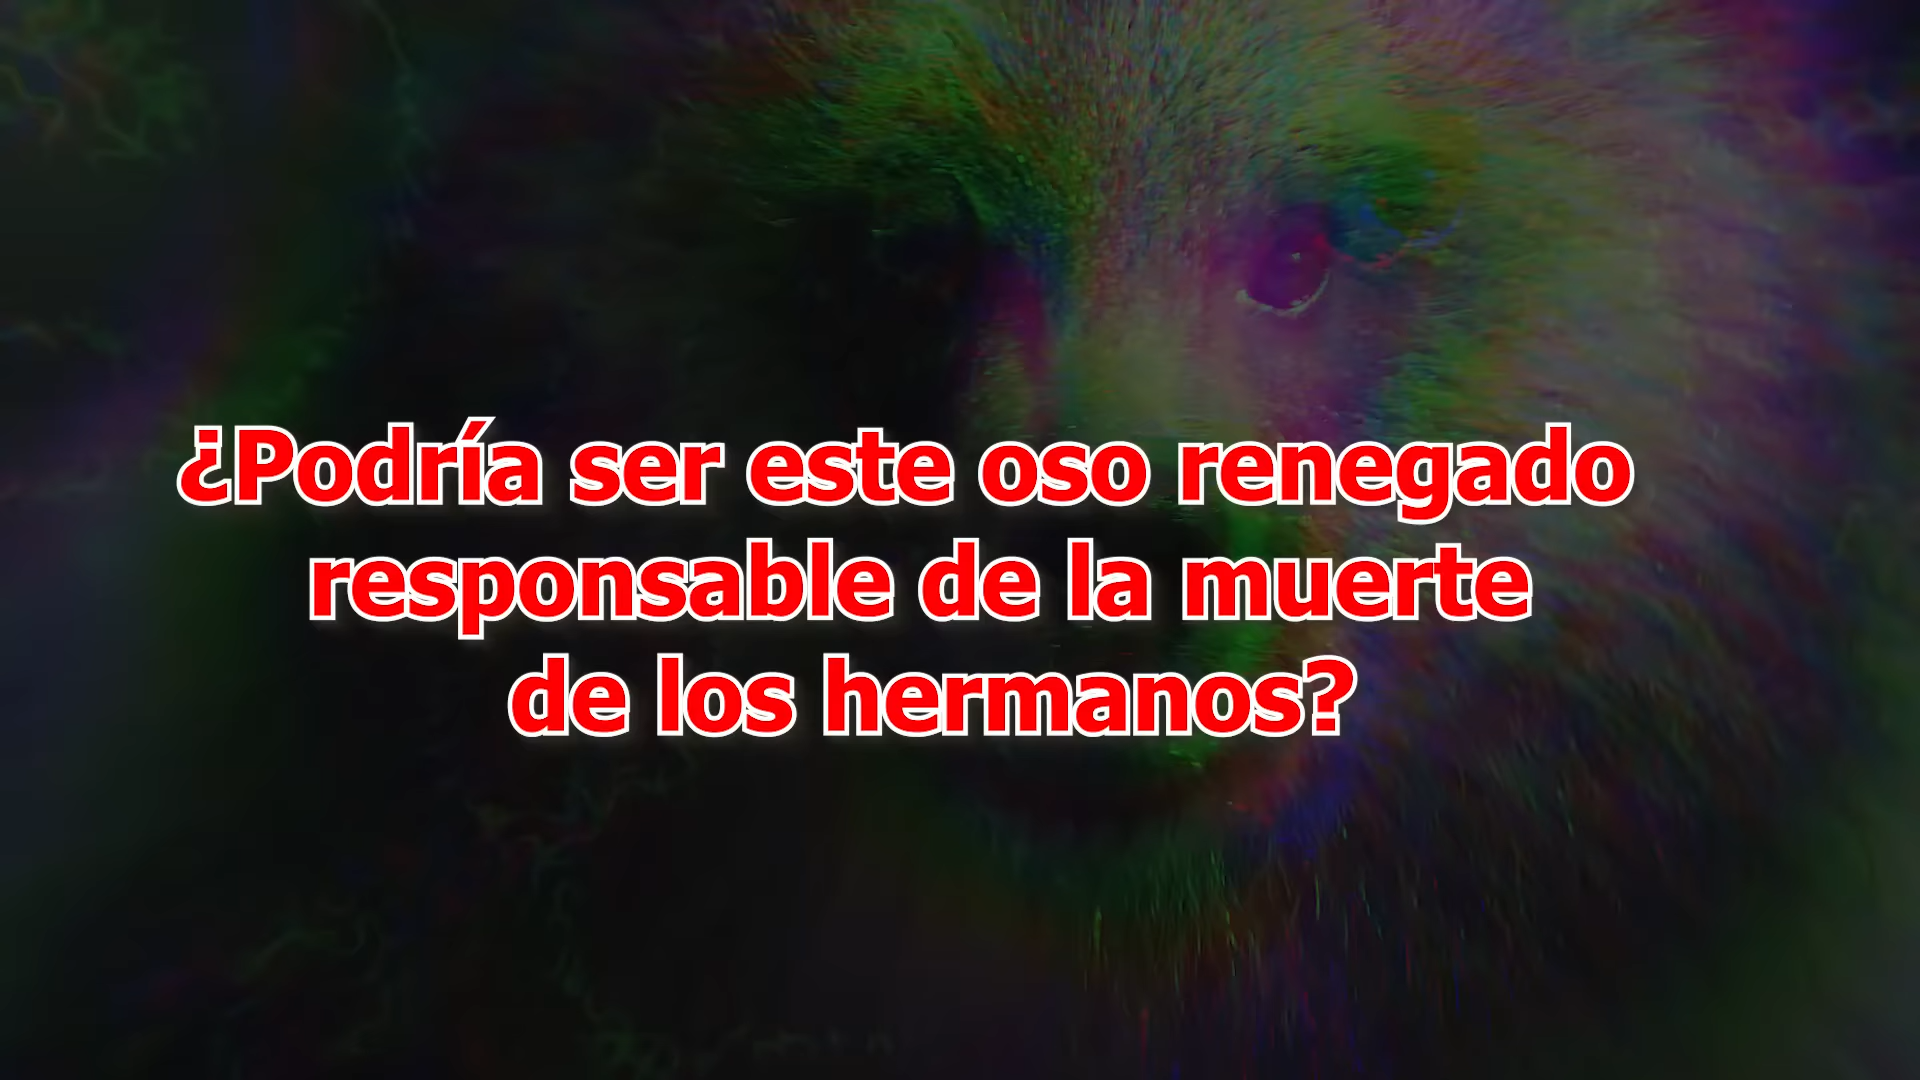 ¿Podría ser este oso renegado
responsable de la muerte
de los hermanos?